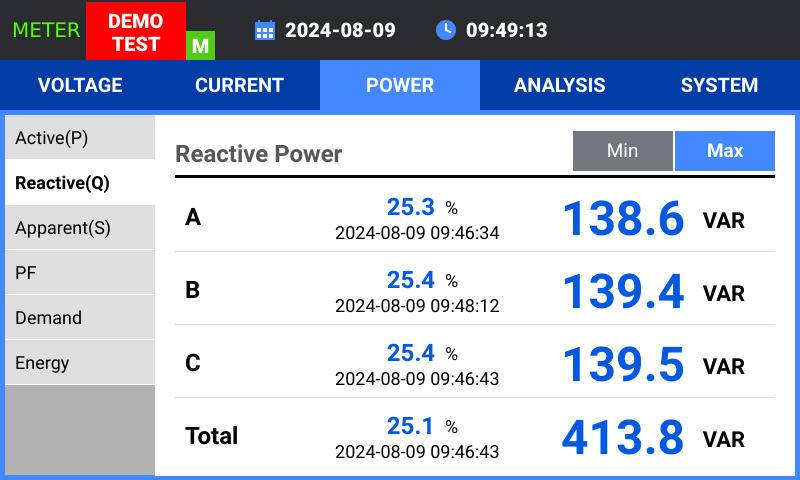 METER
DEMO
TEST
M
2024-08-09
09:49:13
VOLTAGE
CURRENT
POWER
ANALYSIS
SYSTEM
Active(P)
Reactive(Q)
Apparent(S)
PF
Demand
Energy
Reactive Power
Min
Max
A
25.3 %
2024-08-09 09:46:34
138.6 VAR
B
25.4 %
2024-08-09 09:48:12
139.4 VAR
C
25.4 %
2024-08-09 09:46:43
139.5 VAR
Total
25.1 %
2024-08-09 09:46:43
413.8 VAR